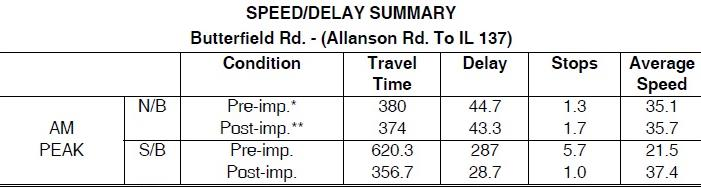 SPEED/DELAY SUMMARY
Butterfield Rd. - (Allanson Rd. To IL 137)
Condition Travel Time Delay Stops Average Speed
AM PEAK
N/B Pre-imp.* 380 44.7 1.3 35.1
Post-imp.** 374 43.3 1.7 35.7
S/B Pre-imp. 620.3 287 5.7 21.5
Post-imp. 356.7 28.7 1.0 37.4